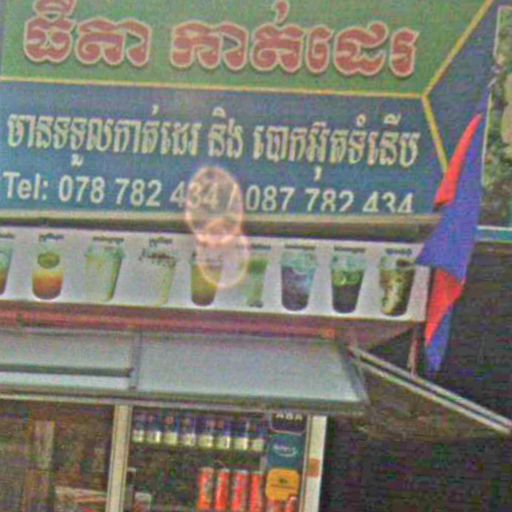 ធីតា កាត់ដេរ
មានទទួលកាត់ដេរ និង បោកអ៊ុតទំនើប
Tel: 078 782 434 / 087 782 434
ABA